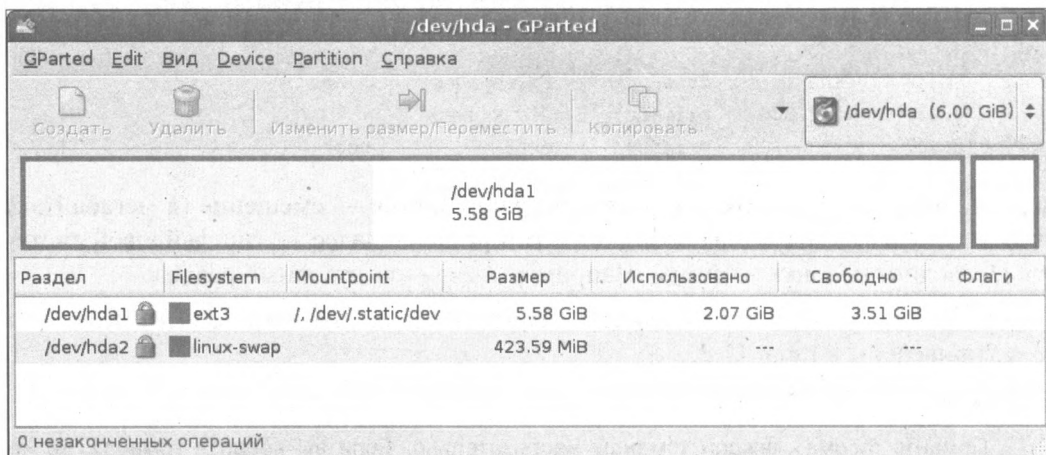 /dev/hda - GParted
GParted Edit Вид Device Partition Справка
Создать Удалить Изменить размер/Переместить Копировать /dev/hda (6.00 GiB)
/dev/hda1
5.58 GiB
Раздел Filesystem Mountpoint Размер Использовано Свободно Флаги
/dev/hda1 ext3 /, /dev/.static/dev 5.58 GiB 2.07 GiB 3.51 GiB
/dev/hda2 linux-swap 423.59 MiB --- ---
0 незаконченных операций